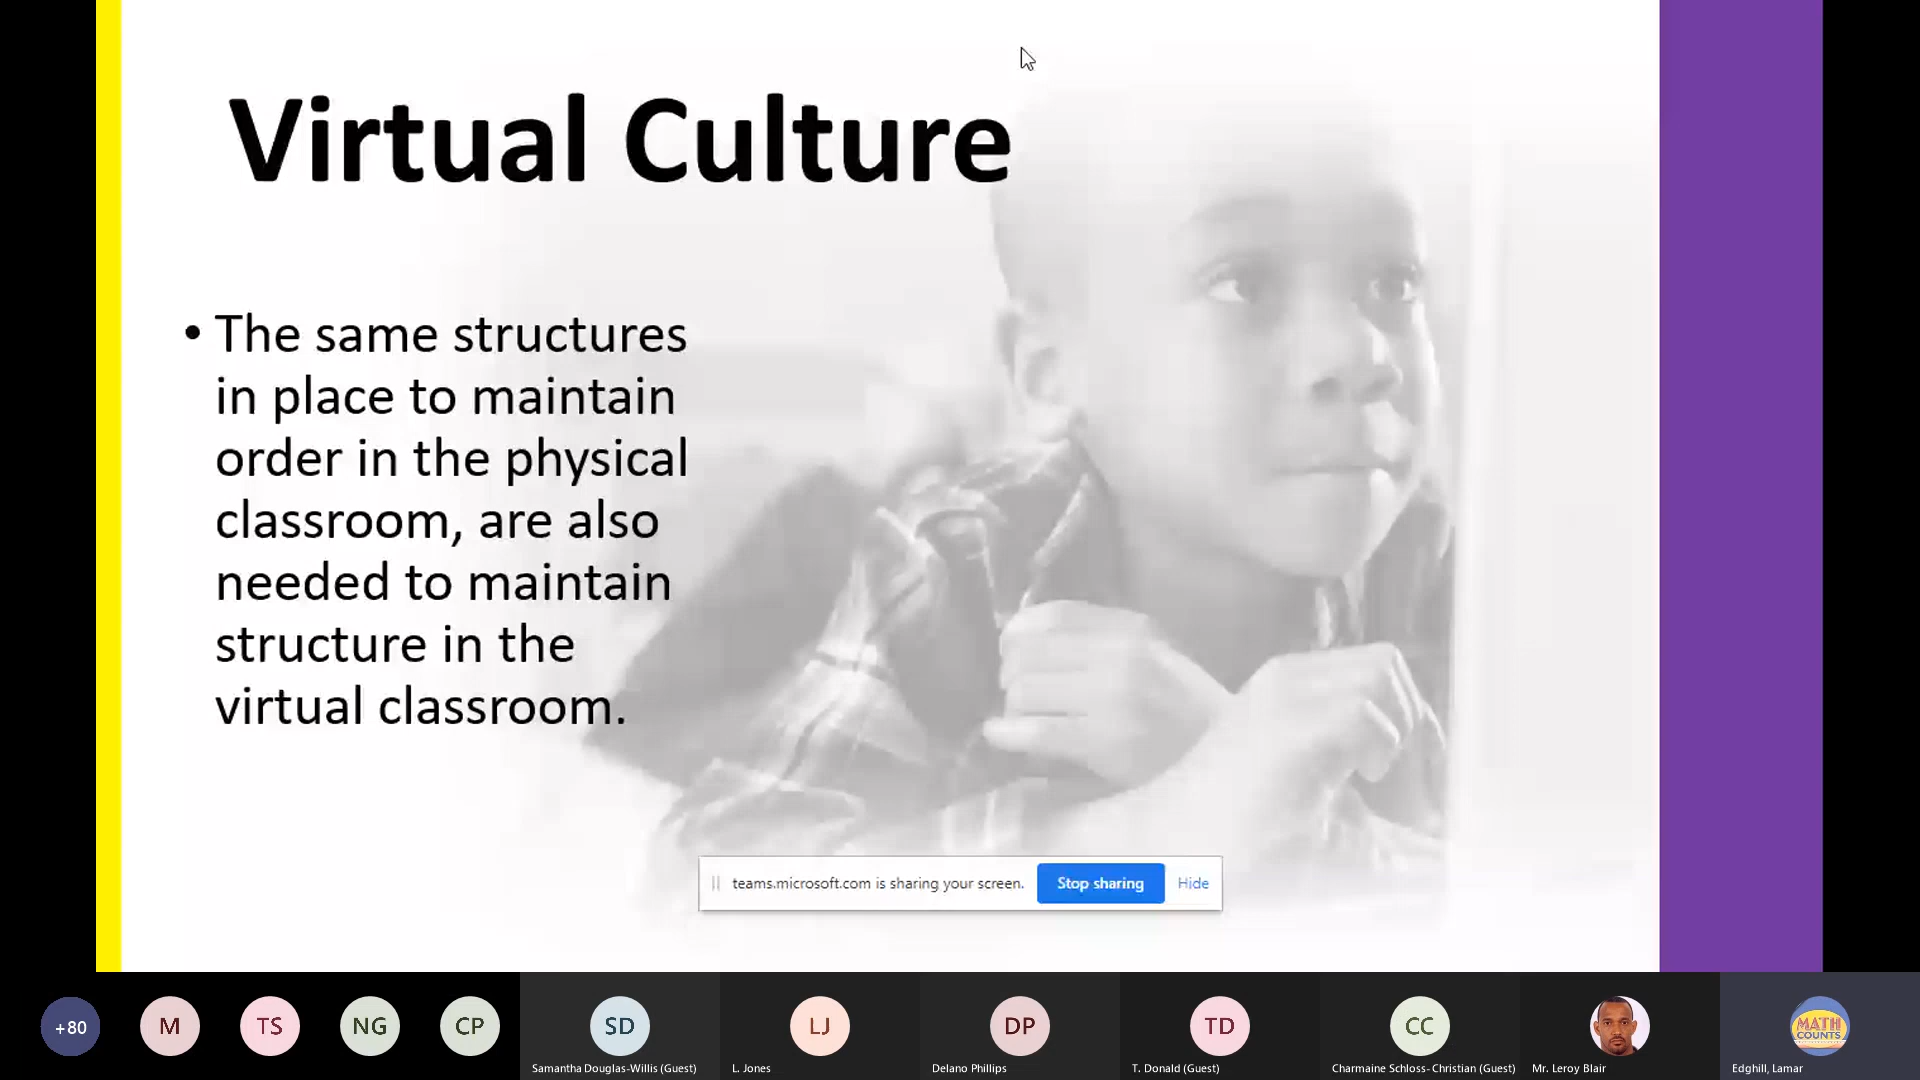 Virtual Culture
• The same structures
in place to maintain
order in the physical
classroom, are also
needed to maintain
structure in the
virtual classroom.
teams.microsoft.com is sharing your screen. Stop sharing Hide
+80 M TS NG CP SD LJ DP TD CC MATH
COUNTS
Samantha Douglas-Willis (Guest) L. Jones Delano Phillips T. Donald (Guest) Charmaine Schloss- Christian (Guest) Mr. Leroy Blair Edghill, Lamar